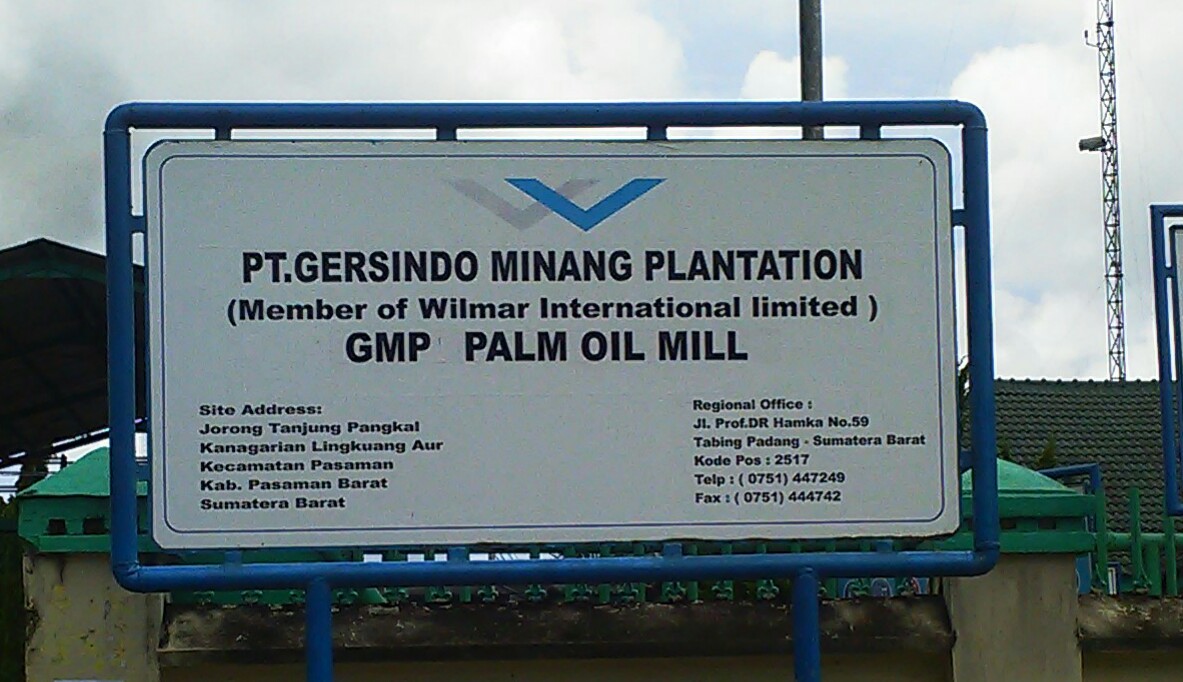 PT.GERSINDO MINANG PLANTATION
(Member of Wilmar International limited )
GMP PALM OIL MILL
Site Address:
Jorong Tanjung Pangkal
Kanagarian Lingkuang Aur
Kecamatan Pasaman
Kab. Pasaman Barat
Sumatera Barat
Regional Office :
Jl. Prof.DR Hamka No.59
Tabing Padang - Sumatera Barat
Kode Pos : 2517
Telp : ( 0751) 447249
Fax : ( 0751) 444742